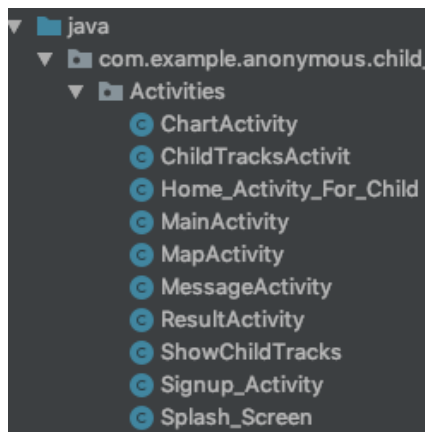 java
com.example.anonymous.child_
Activities
ChartActivity
ChildTracksActivit
Home_Activity_For_Child
MainActivity
MapActivity
MessageActivity
ResultActivity
ShowChildTracks
Signup_Activity
Splash_Screen